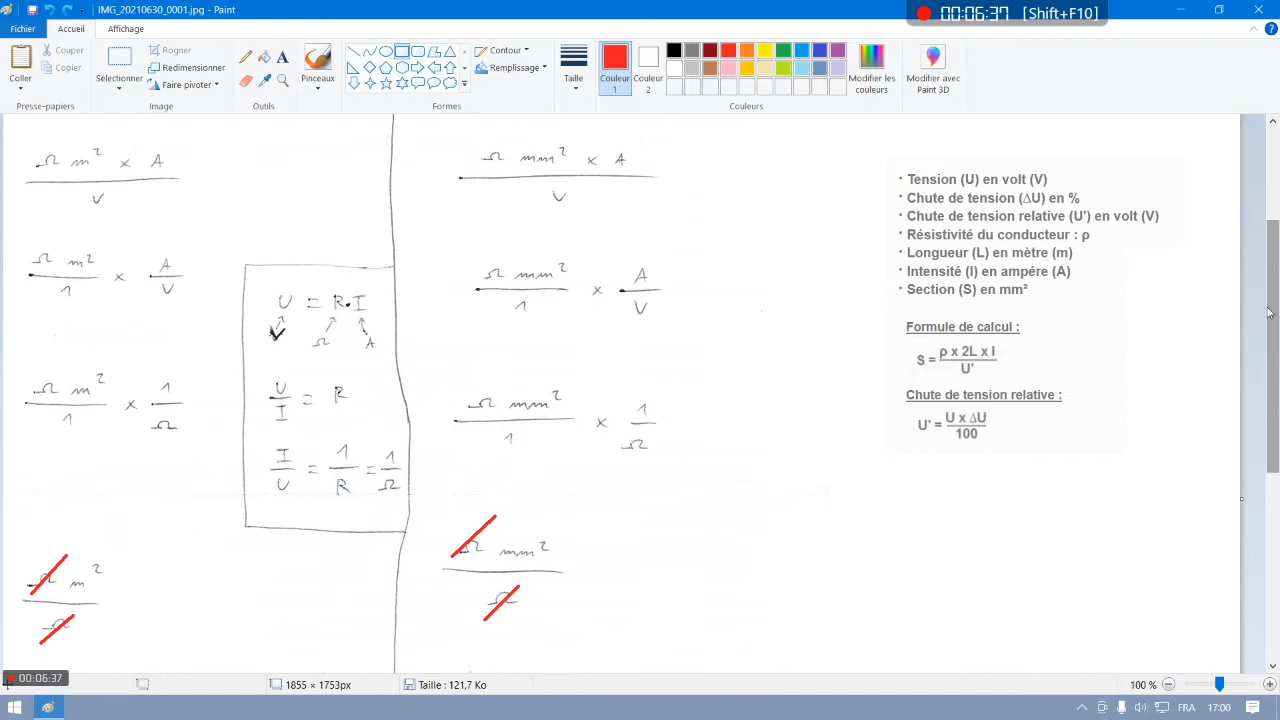 IMG_20210630_0001.jpg - Paint
00:06:37 [Shift+F10]
Fichier
Accueil
Affichage
Coller
Couper
Copier
Presse-papiers
Sélectionner
Rogner
Redimensionner
Faire pivoter
Image
Outils
Pinceaux
Contour
Remplissage
Formes
Taille
Couleur 1
Couleur 2
Modifier les couleurs
Couleurs
Modifier avec Paint 3D
Ω m² x A
V
Ω m² x A
1 V
Ω m² x 1
1 Ω
Ω m²
Ω
U = R.I
V Ω A
U = R
I
I = 1 = 1
U R Ω
Ω mm² x A
V
Ω mm² x A
1 V
Ω mm² x 1
1 Ω
Ω mm²
Ω
· Tension (U) en volt (V)
· Chute de tension (∆U) en %
· Chute de tension relative (U') en volt (V)
· Résistivité du conducteur : ρ
· Longueur (L) en mètre (m)
· Intensité (I) en ampére (A)
· Section (S) en mm²
Formule de calcul :
S = ρ x 2L x I
U'
Chute de tension relative :
U' = U x ∆U
100
00:06:37
1855 × 1753px
Taille : 121,7 Ko
100 %
FRA
17:00